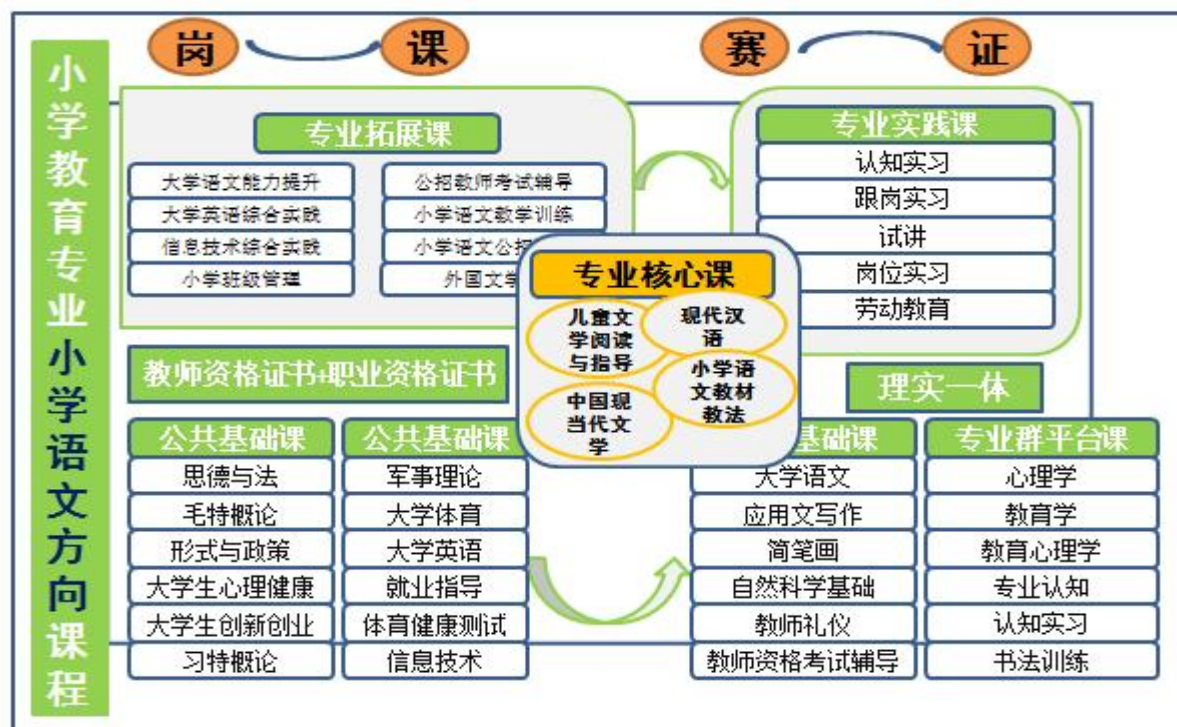 小学教育专业小学语文方向课程
岗
课
赛
证
专业拓展课
大学语文能力提升
大学英语综合实践
信息技术综合实践
小学班级管理
公招教师考试辅导
小学语文教学训练
小学语文公招
外国文学
专业实践课
认知实习
跟岗实习
试讲
岗位实习
劳动教育
专业核心课
儿童文
学阅读
与指导
现代汉
语
中国现
当代文
学
小学语
文教材
教法
教师资格证书+职业资格证书
理实一体
公共基础课
思德与法
毛特概论
形式与政策
大学生心理健康
大学生创新创业
习特概论
公共基础课
军事理论
大学体育
大学英语
就业指导
体育健康测试
信息技术
基础课
大学语文
应用文写作
简笔画
自然科学基础
教师礼仪
教师资格考试辅导
专业群平台课
心理学
教育学
教育心理学
专业认知
认知实习
书法训练